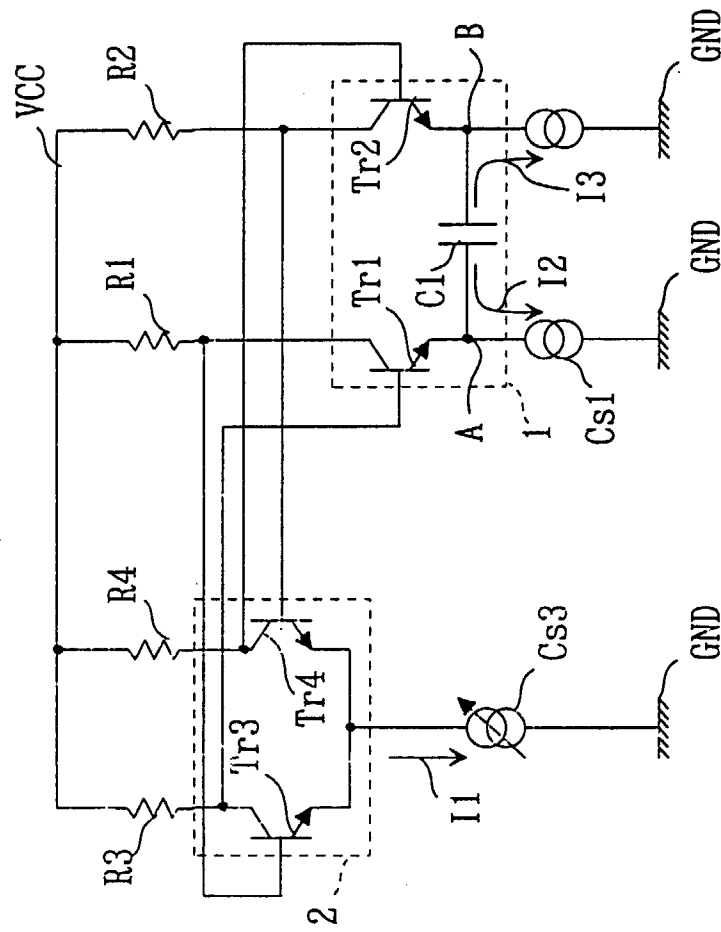 VCC
R3
R4
R1
R2
Tr3
Tr4
Tr1
Tr2
2
C1
B
A
1
I1
Cs3
I2
I3
Cs1
GND
GND
GND